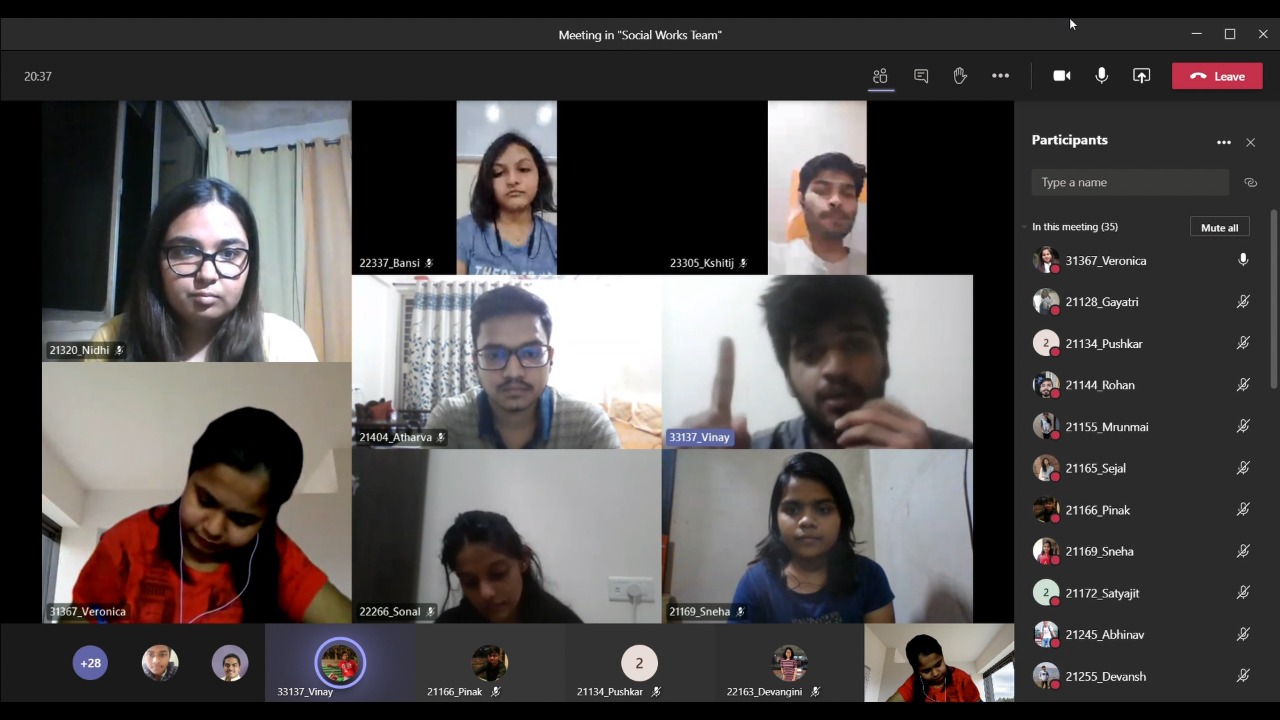 Meeting in "Social Works Team"
20:37
Leave
Participants
Type a name
In this meeting (35)
Mute all
31367_Veronica
21128_Gayatri
2
21134_Pushkar
21144_Rohan
21155_Mrunmai
21165_Sejal
21166_Pinak
21169_Sneha
2
21172_Satyajit
21245_Abhinav
21255_Devansh
22337_Bansi
23305_Kshitij
21320_Nidhi
21404_Atharva
33137_Vinay
31367_Veronica
22266_Sonal
21169_Sneha
+28
33137_Vinay
21166_Pinak
2
21134_Pushkar
22163_Devangini